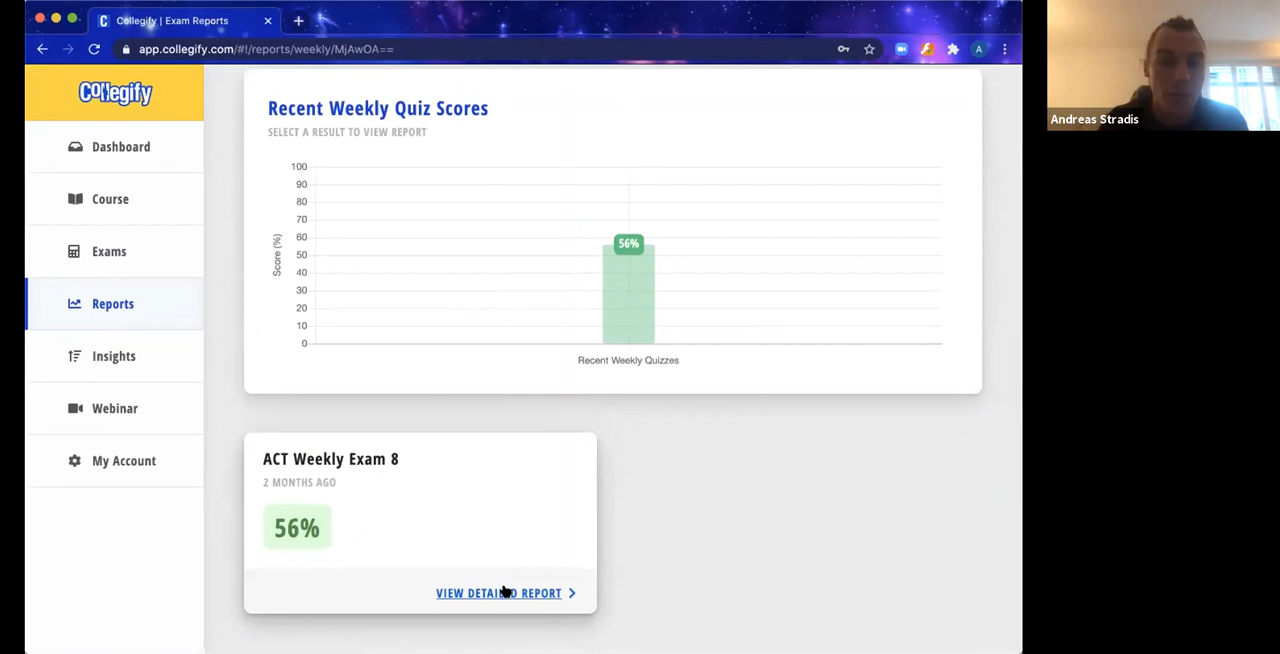 Collegify | Exam Reports
app.collegify.com/#!/reports/weekly/MjAwOA==
A
Collegify
Dashboard
Course
Exams
Reports
Insights
Webinar
My Account
Recent Weekly Quiz Scores
SELECT A RESULT TO VIEW REPORT
100
90
80
70
60
50
40
30
20
10
0
Score (%)
56%
Recent Weekly Quizzes
ACT Weekly Exam 8
2 MONTHS AGO
56%
VIEW DETAILED REPORT
Andreas Stradis